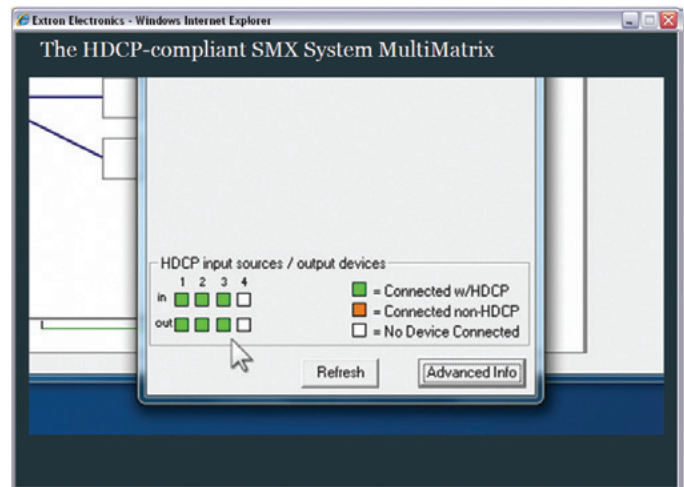 Extron Electronics - Windows Internet Explorer
The HDCP-compliant SMX System MultiMatrix
HDCP input sources / output devices
1 2 3 4
in
out
= Connected w/HDCP
= Connected non-HDCP
= No Device Connected
Refresh
Advanced Info